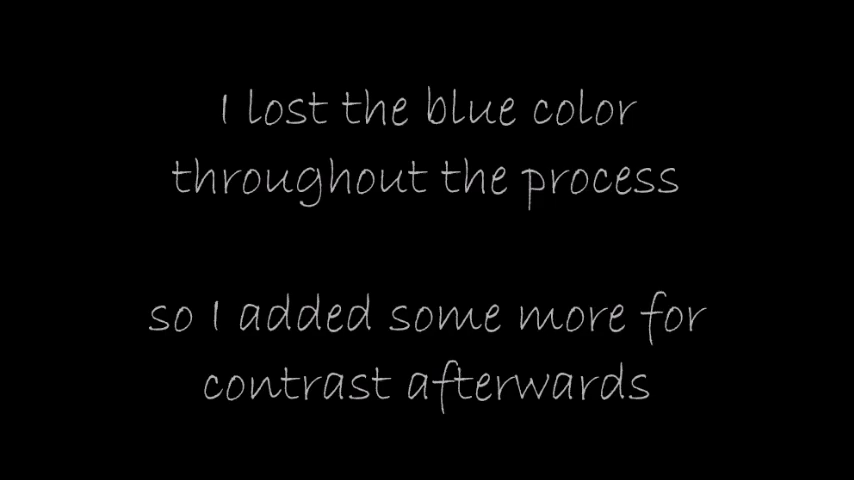 I lost the blue color
throughout the process
so I added some more for
contrast afterwards